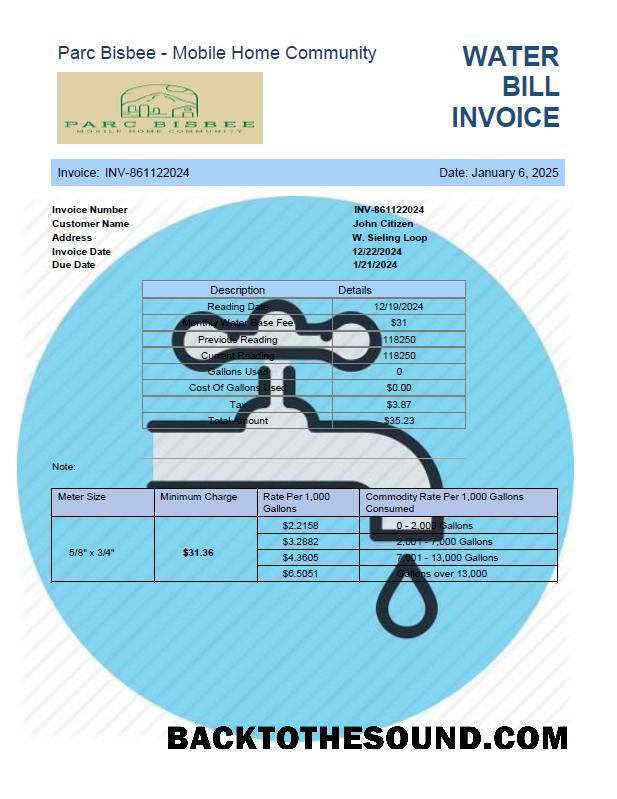 Parc Bisbee - Mobile Home Community
WATER
BILL
INVOICE
PARC BISBEE
MOBILE HOME COMMUNITY
Invoice: INV-861122024
Date: January 6, 2025
Invoice Number INV-861122024
Customer Name John Citizen
Address W. Sieling Loop
Invoice Date 12/22/2024
Due Date 1/21/2024
Description Details
Reading Date 12/19/2024
Monthly Water Base Fee $31
Previous Reading 118250
Current Reading 118250
Gallons Used 0
Cost Of Gallons Used $0.00
Tax $3.87
Total Amount $35.23
Note:
Meter Size Minimum Charge Rate Per 1,000 Gallons Commodity Rate Per 1,000 Gallons Consumed
5/8" x 3/4" $31.36
$2.2158 0 - 2,000 Gallons
$3.2882 2,001 - 7,000 Gallons
$4.3605 7,001 - 13,000 Gallons
$6.5051 Gallons over 13,000
BACKTOTHESOUND.COM